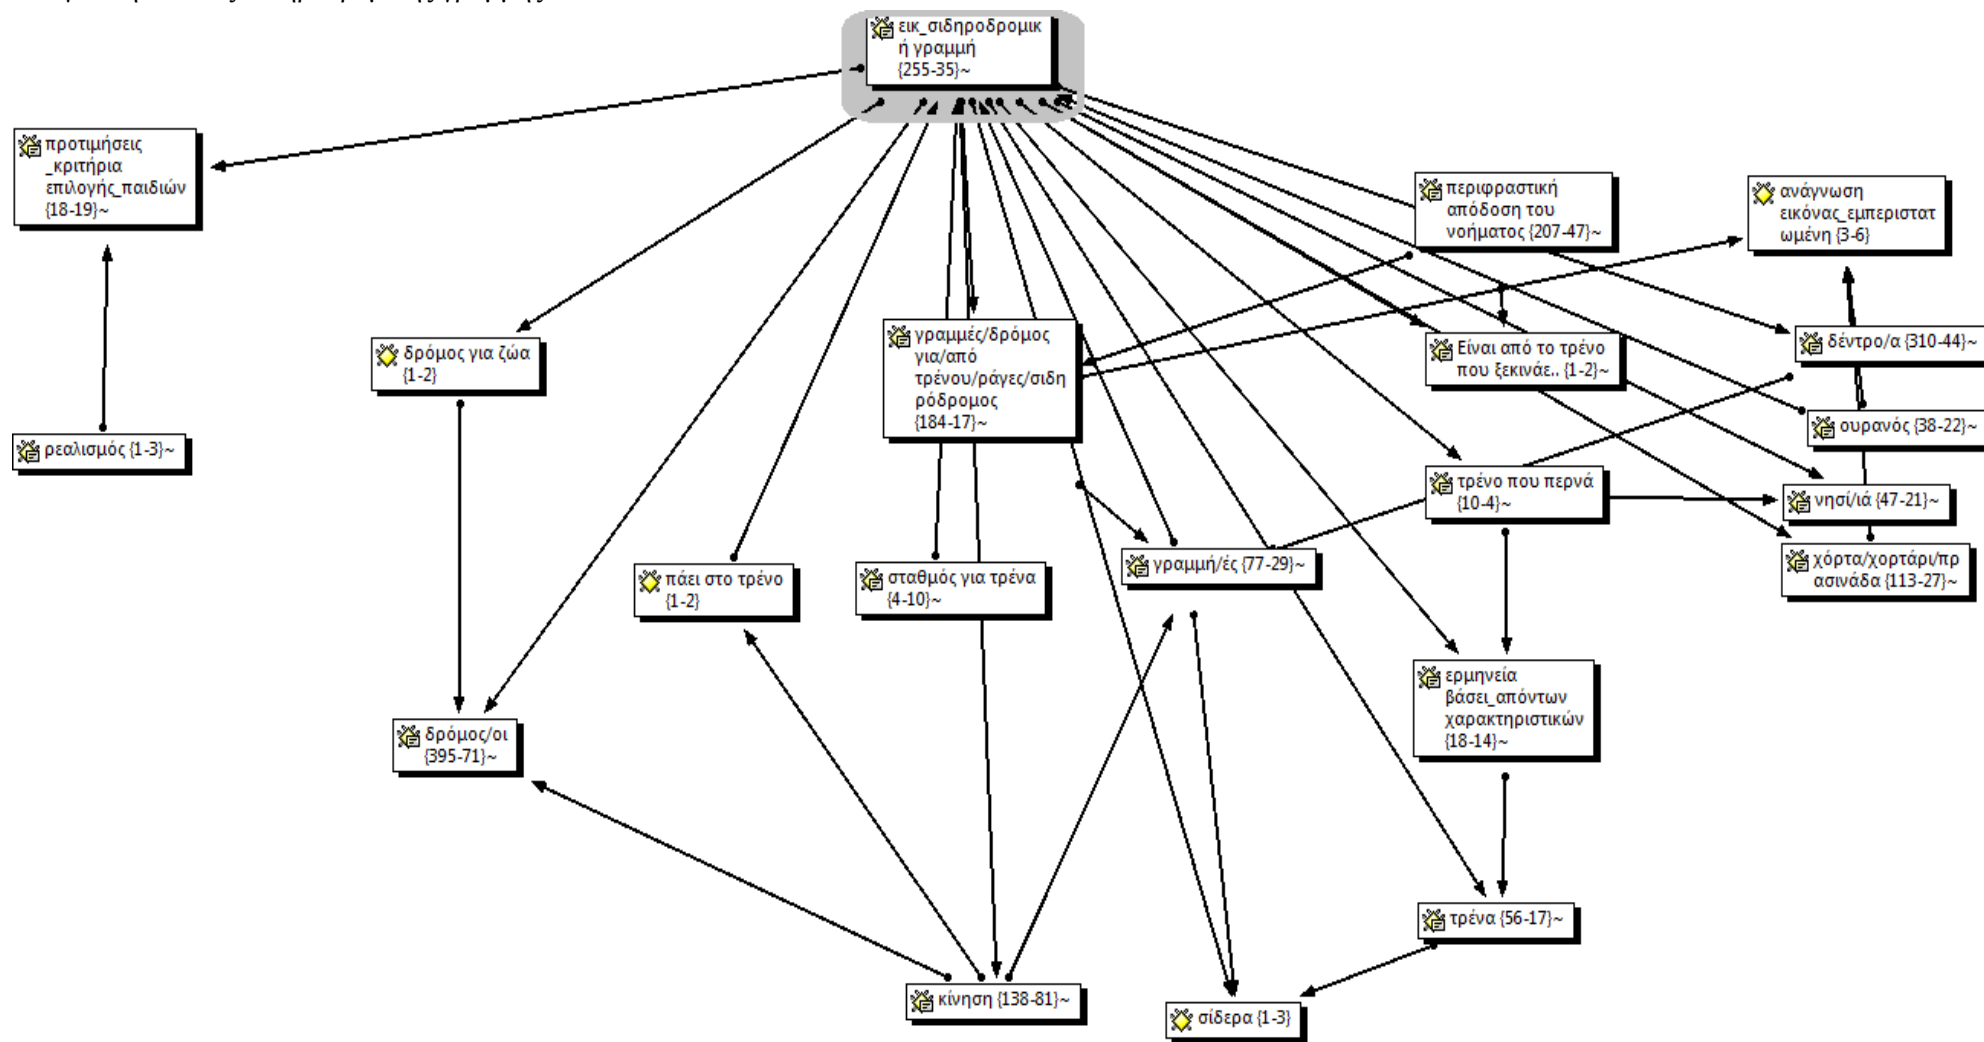 εικ_σιδηροδρομικ
ή γραμμή
{255-35}~
προτιμήσεις
_κριτήρια
επιλογής_παιδιών
{18-19}~
περιφραστική
απόδοση του
νοήματος {207-47}~
ανάγνωση
εικόνας_εμπεριστατ
ωμένη {3-6}
δρόμος για ζώα
{1-2}
γραμμές/δρόμος
για/από
τρένου/ράγες/σιδη
ρόδρομος
{184-17}~
Είναι από το τρένο
που ξεκινάε.. {1-2}~
δέντρο/α {310-44}~
ουρανός {38-22}~
ρεαλισμός {1-3}~
τρένο που περνά
{10-4}~
νησί/ιά {47-21}~
χόρτα/χορτάρι/πρ
ασινάδα {113-27}~
πάει στο τρένο
{1-2}
σταθμός για τρένα
{4-10}~
γραμμή/ές {77-29}~
ερμηνεία
βάσει_απόντων
χαρακτηριστικών
{18-14}~
δρόμος/οι
{395-71}~
τρένα {56-17}~
κίνηση {138-81}~
σίδερα {1-3}